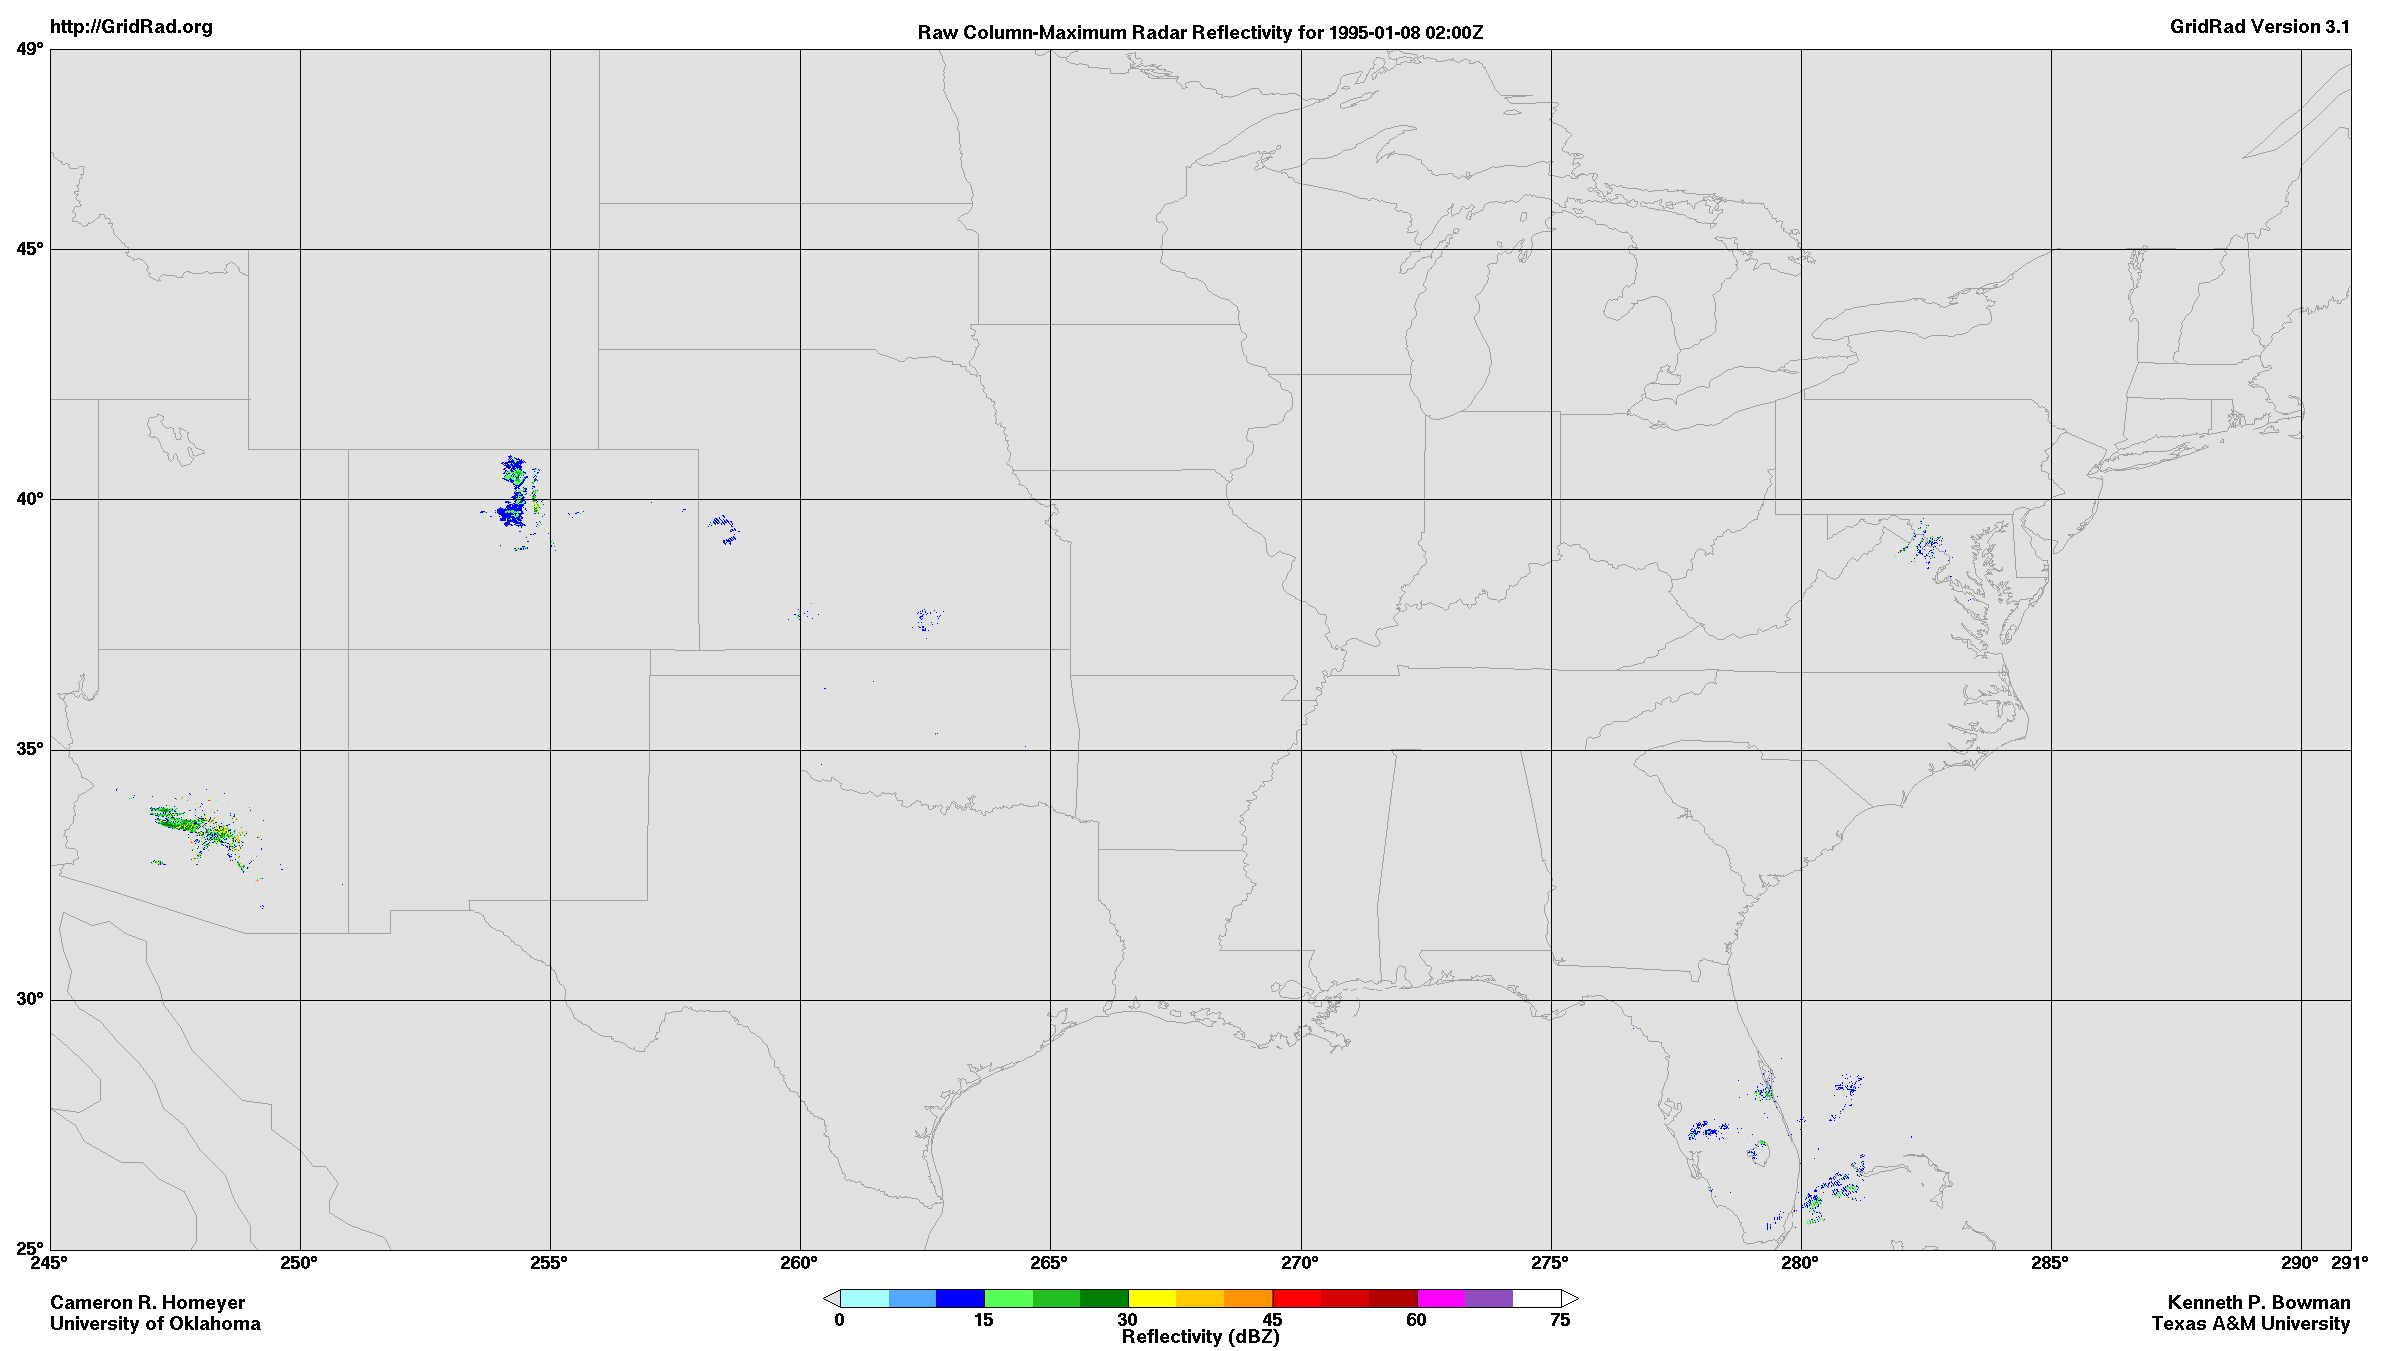 http://GridRad.org
Raw Column-Maximum Radar Reflectivity for 1995-01-08 02:00Z
GridRad Version 3.1
49°
45°
40°
35°
30°
25°
245° 250° 255° 260° 265° 270° 275° 280° 285° 290° 291°
Cameron R. Homeyer
University of Oklahoma
0 15 30 45 60 75
Reflectivity (dBZ)
Kenneth P. Bowman
Texas A&M University